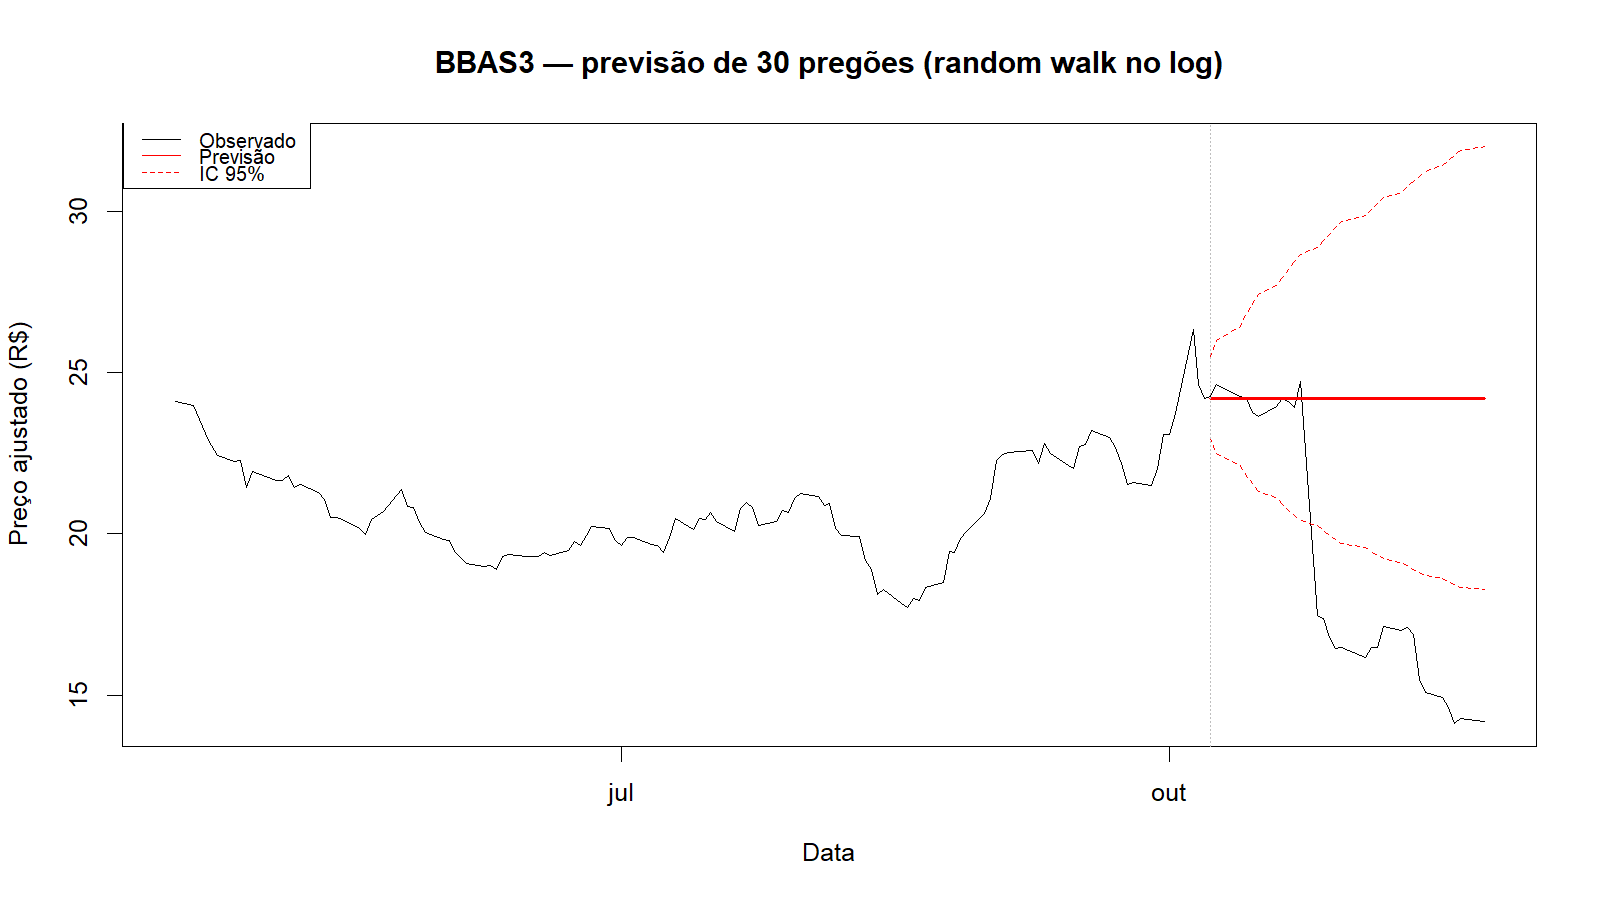 BBAS3 — previsão de 30 pregões (random walk no log)
Observado
Previsão
IC 95%
Preço ajustado (R$)
30
25
20
15
jul
out
Data